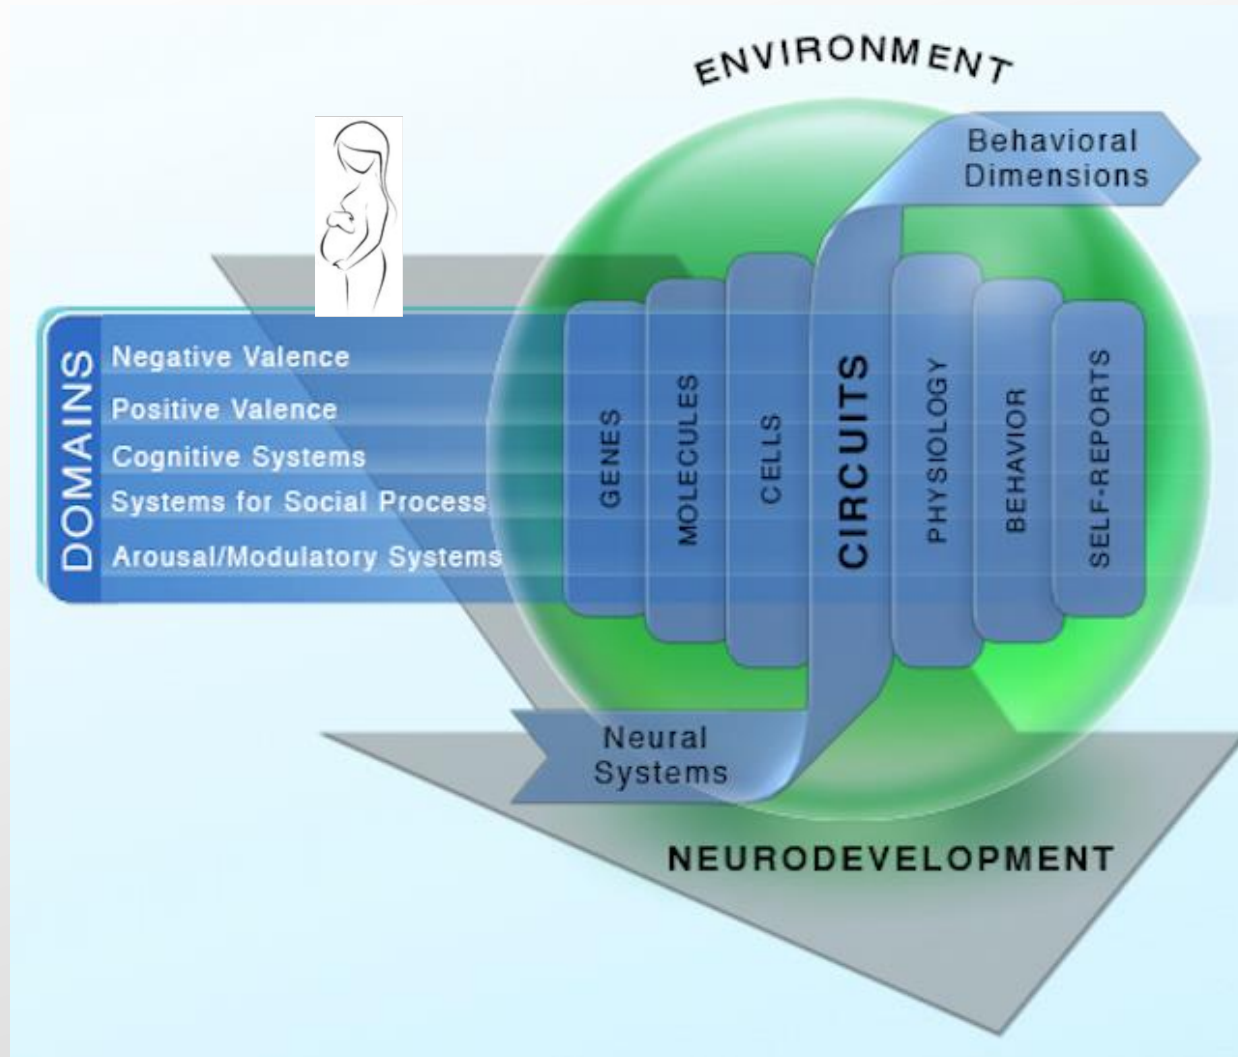 ENVIRONMENT
Behavioral
Dimensions
DOMAINS
Negative Valence
Positive Valence
Cognitive Systems
Systems for Social Process
Arousal/Modulatory Systems
GENES
MOLECULES
CELLS
CIRCUITS
PHYSIOLOGY
BEHAVIOR
SELF-REPORTS
Neural
Systems
NEURODEVELOPMENT